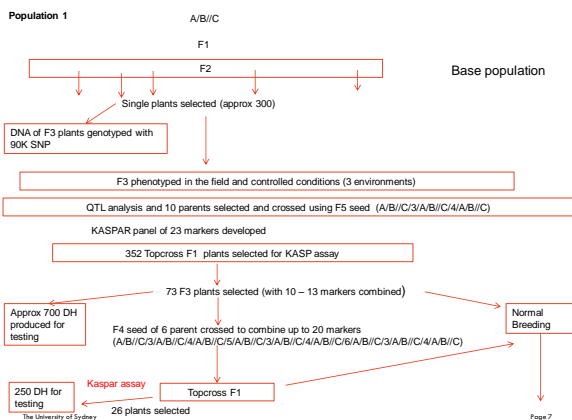 Population 1
A/B//C
F1
F2
Base population
Single plants selected (approx 300)
DNA of F3 plants genotyped with
90K SNP
F3 phenotyped in the field and controlled conditions (3 environments)
QTL analysis and 10 parents selected and crossed using F5 seed (A/B//C/3/A/B//C/4/A/B//C)
KASPAR panel of 23 markers developed
352 Topcross F1 plants selected for KASP assay
73 F3 plants selected (with 10 – 13 markers combined)
Approx 700 DH
produced for
testing
Normal
Breeding
F4 seed of 6 parent crossed to combine up to 20 markers
(A/B//C/3/A/B//C/4/A/B//C/5/A/B//C/3/A/B//C/4/A/B//C/6/A/B//C/3/A/B//C/4/A/B//C)
Kaspar assay
250 DH for
testing
Topcross F1
26 plants selected
The University of Sydney
Page 7